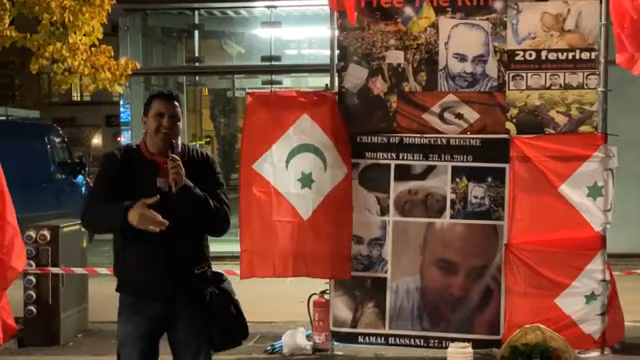 Free The Rif
20 fevrier
CRIMES OF MOROCCAN REGIME
MOHSIN FIKRI, 28.10.2016
KAMAL HASSANI, 27.10.